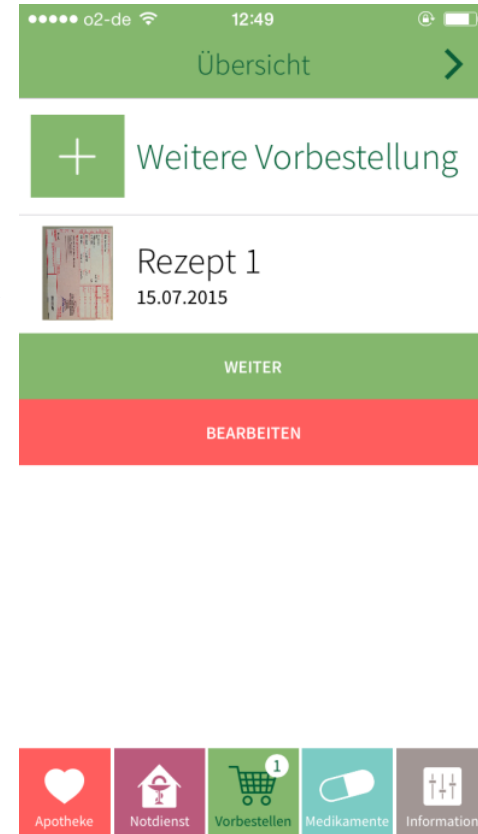 o2-de 12:49
Übersicht
Weitere Vorbestellung
Rezept 1
15.07.2015
WEITER
BEARBEITEN
1
Apotheke Notdienst Vorbestellen Medikamente Information